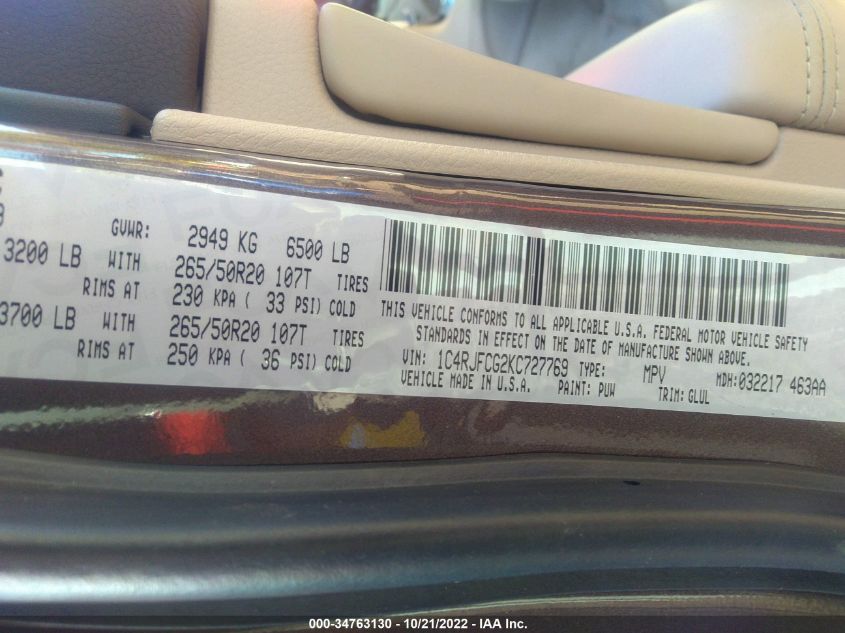 GVWR: 2949 KG 6500 LB
3200 LB WITH 265/50R20 107T TIRES
RIMS AT 230 KPA ( 33 PSI) COLD
3700 LB WITH 265/50R20 107T TIRES
RIMS AT 250 KPA ( 36 PSI) COLD
THIS VEHICLE CONFORMS TO ALL APPLICABLE U.S.A. FEDERAL MOTOR VEHICLE SAFETY
STANDARDS IN EFFECT ON THE DATE OF MANUFACTURE SHOWN ABOVE.
VIN: 1C4RJFCG2KC727769 TYPE: MPV MDH:032217 463AA
VEHICLE MADE IN U.S.A. PAINT: PUW TRIM: GLUL
000-34763130 - 10/21/2022 - IAA Inc.